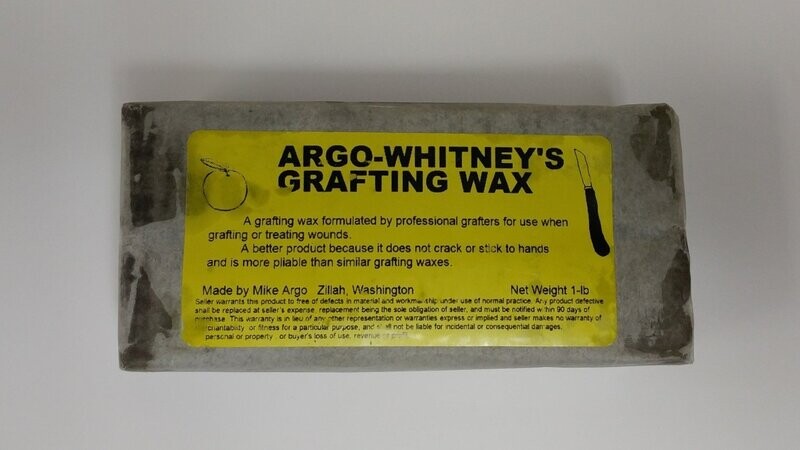 ARGO-WHITNEY'S
GRAFTING WAX
A grafting wax formulated by professional grafters for use when
grafting or treating wounds.
A better product because it does not crack or stick to hands
and is more pliable than similar grafting waxes.
Made by Mike Argo Zillah, Washington Net Weight 1-lb
Seller warrants this product to free of defects in material and workmanship under use of normal practice. Any product defective
shall be replaced at seller's expense, replacement being the sole obligation of seller, and must be notified within 90 days of
purchase. This warranty is in lieu of any other representation or warranties express or implied and seller makes no warranty of
or fitness for a particular purpose, and shall not be liable for incidental or consequential damages,
personal or property, or buyer's loss of use, revenue or profit.